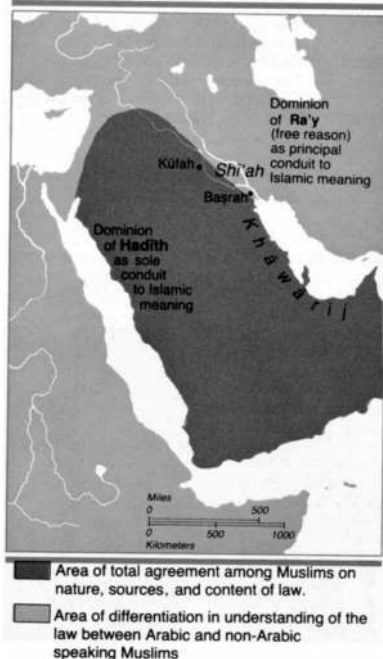 Dominion
of Ra'y
(free reason)
as principal
conduit to
Islamic meaning
Kūfah
Shī'ah
Baṣrah
Khawārij
Dominion
of Hadīth
as sole
conduit
to Islamic
meaning
Miles
0 500
0 500 1000
Kilometers
Area of total agreement among Muslims on
nature, sources, and content of law.
Area of differentiation in understanding of the
law between Arabic and non-Arabic
speaking Muslims